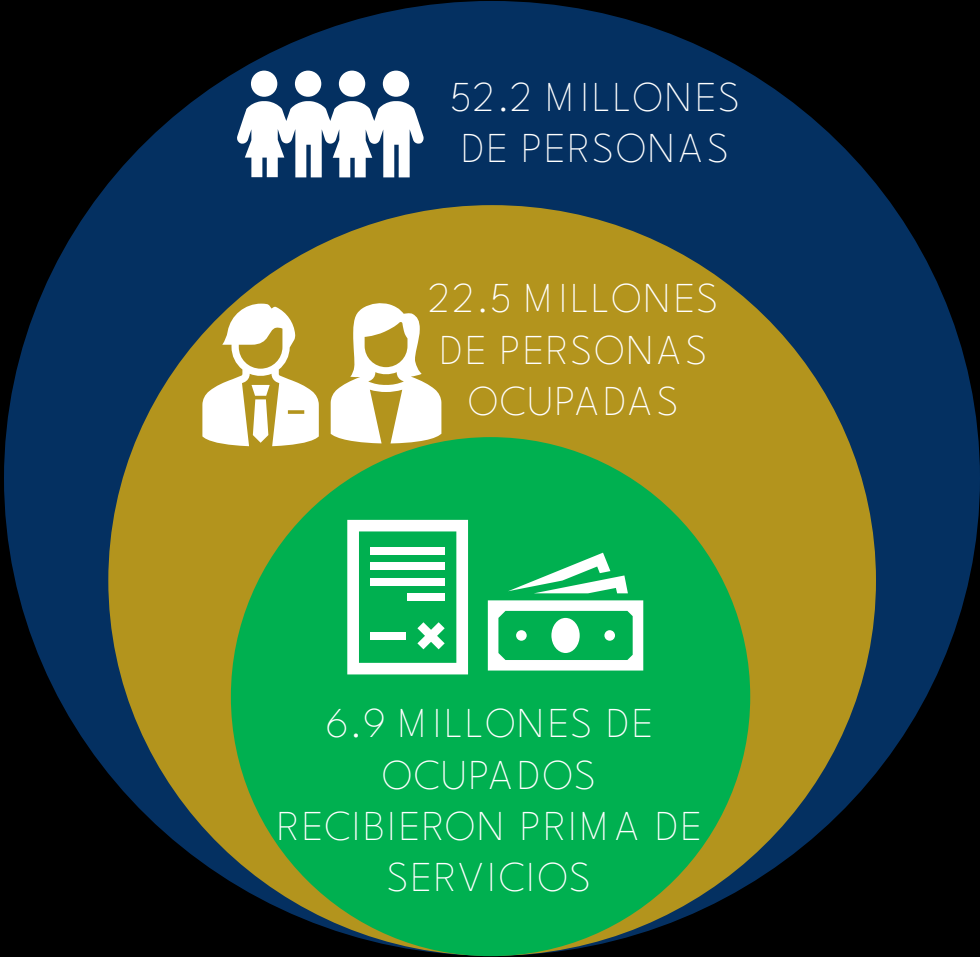 52.2 MILLONES
DE PERSONAS
22.5 MILLONES
DE PERSONAS
OCUPADAS
6.9 MILLONES DE
OCUPADOS
RECIBIERON PRIMA DE
SERVICIOS